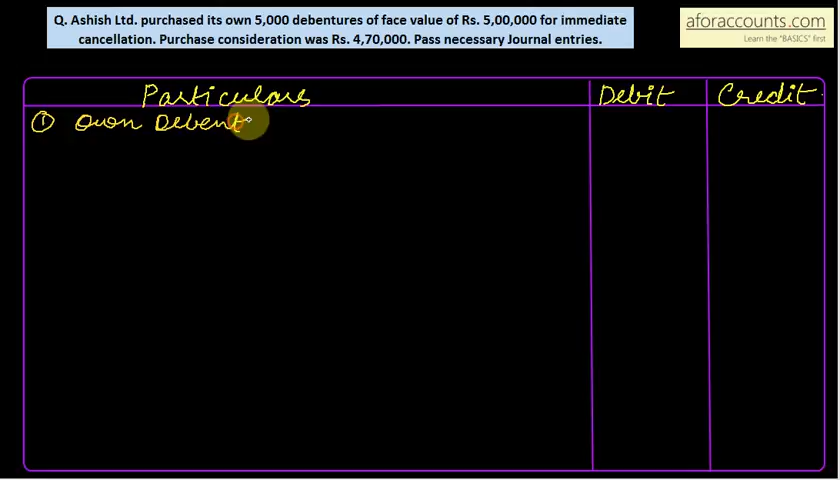 Q. Ashish Ltd. purchased its own 5,000 debentures of face value of Rs. 5,00,000 for immediate
cancellation. Purchase consideration was Rs. 4,70,000. Pass necessary Journal entries.
aforaccounts.com
Learn the "BASICS" first
Particulars Debit Credit
① Own Debent